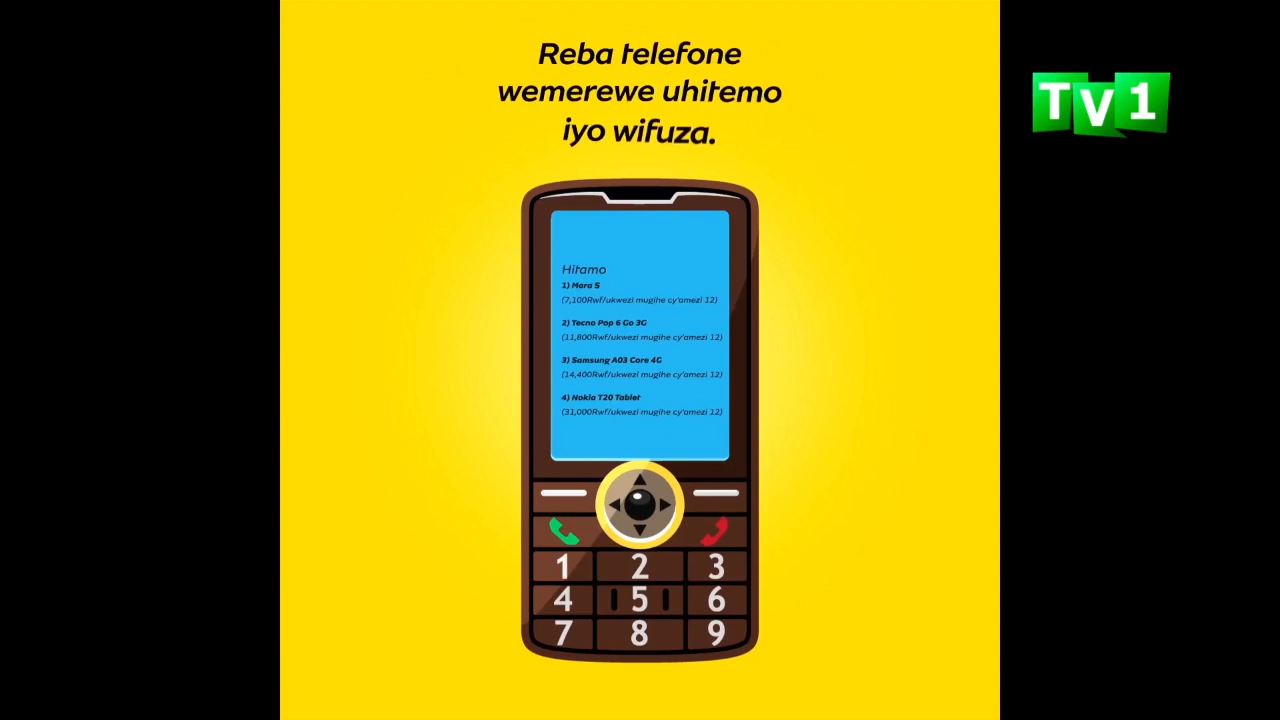 Reba telefone
wemerewe uhitemo
iyo wifuza.
TV1
Hitamo
1) Mara S
(7,100Rwf/ukwezi mugihe cy'amezi 12)
2) Tecno Pop 6 Go 3G
(11,800Rwf/ukwezi mugihe cy'amezi 12)
3) Samsung A03 Core 4G
(14,400Rwf/ukwezi mugihe cy'amezi 12)
4) Nokia T20 Tablet
(31,000Rwf/ukwezi mugihe cy'amezi 12)
1 2 3
4 5 6
7 8 9